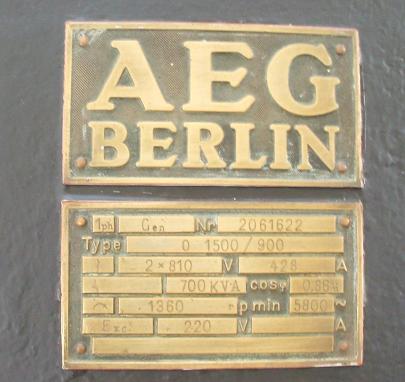 AEG
BERLIN
1ph Gen Nr 2061622
Type 0 1500/900
2×810 V 428 A
700 KVA cosφ
1360 p min 5800 ~
Exc. 220 V A